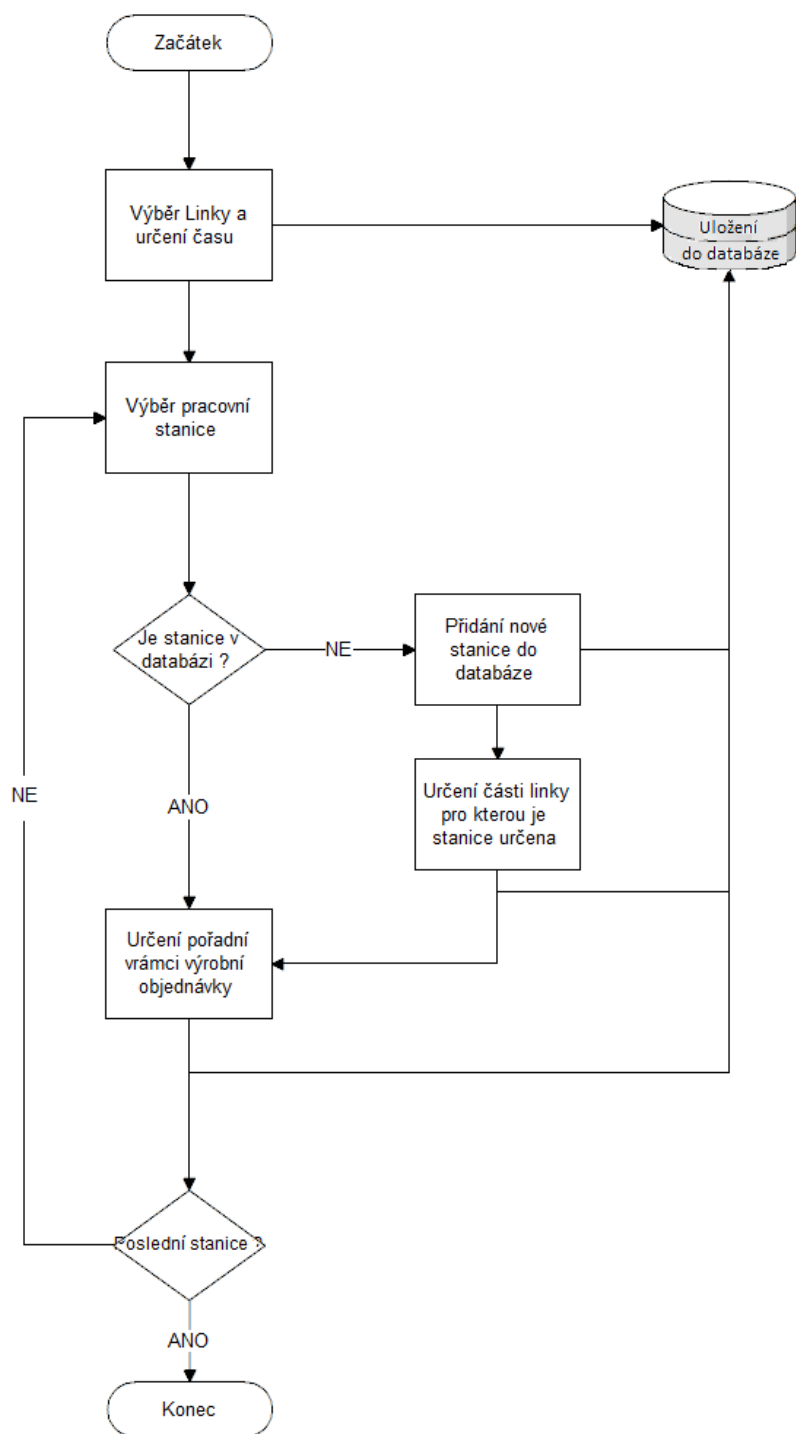 Začátek
Výběr Linky a
určení času
Uložení
do databáze
Výběr pracovní
stanice
Je stanice v
databázi ?
NE
Přidání nové
stanice do
databáze
NE
ANO
Určení části linky
pro kterou je
stanice určena
Určení pořadní
vrámci výrobní
objednávky
Poslední stanice ?
ANO
Konec